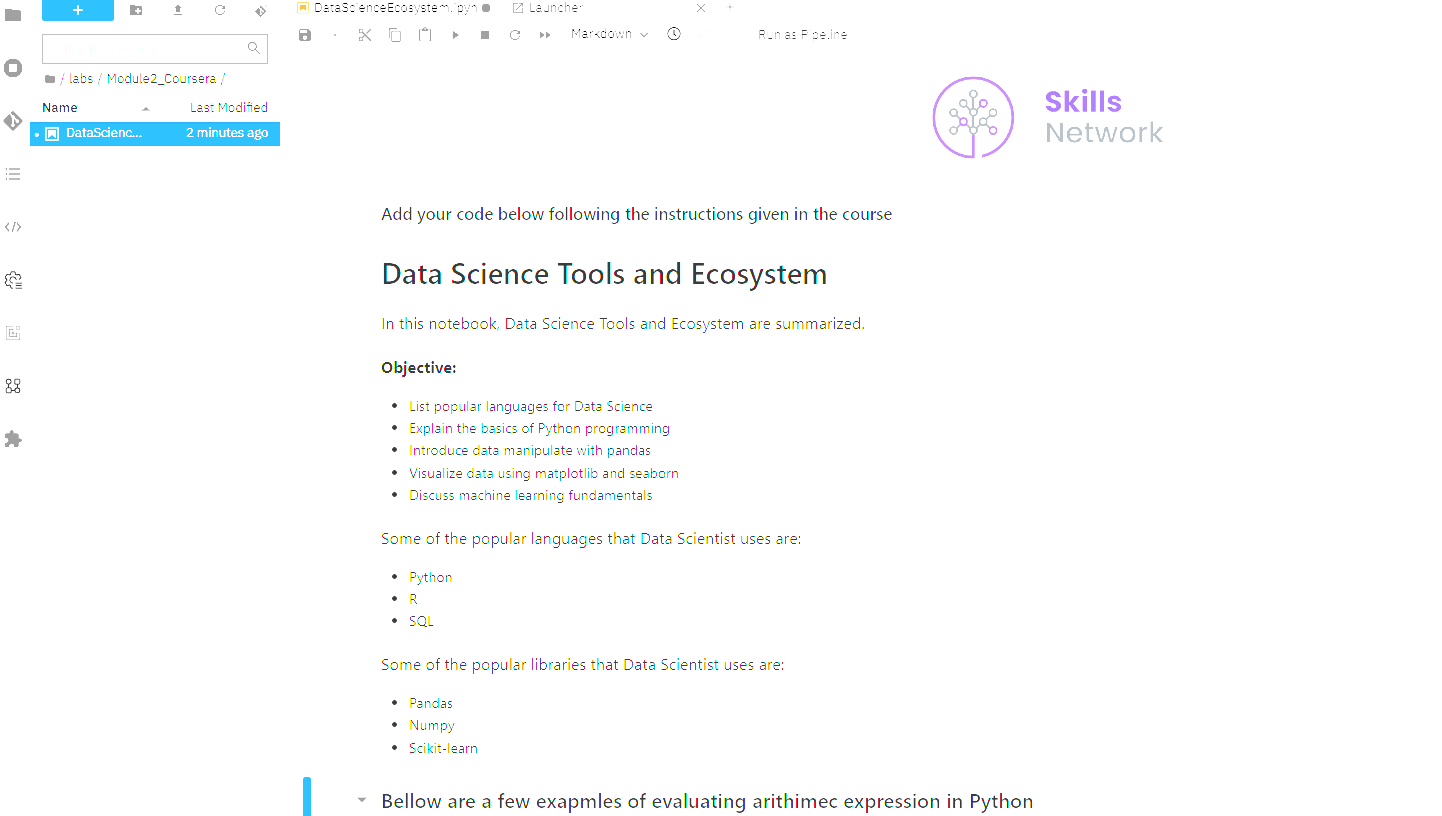 DataScienceEcosystem.ipyn
Launcher
Markdown
Run as Pipeline
/ labs / Module2_Coursera /
Name
Last Modified
DataScienc...
2 minutes ago
Skills
Network
Add your code below following the instructions given in the course
Data Science Tools and Ecosystem
In this notebook, Data Science Tools and Ecosystem are summarized.
Objective:
List popular languages for Data Science
Explain the basics of Python programming
Introduce data manipulate with pandas
Visualize data using matplotlib and seaborn
Discuss machine learning fundamentals
Some of the popular languages that Data Scientist uses are:
Python
R
SQL
Some of the popular libraries that Data Scientist uses are:
Pandas
Numpy
Scikit-learn
Bellow are a few exapmles of evaluating arithimec expression in Python